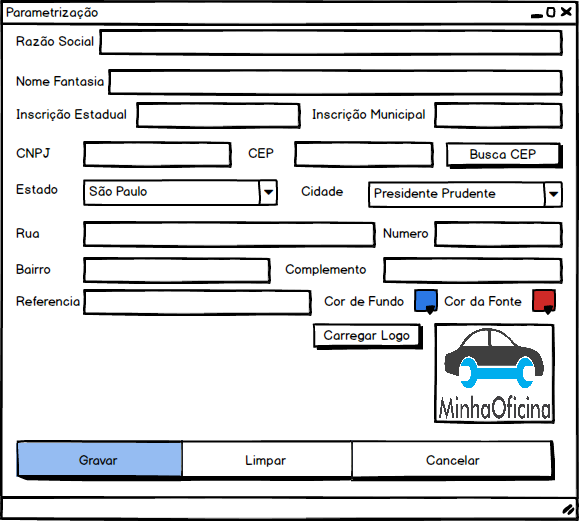 Parametrização
Razão Social
Nome Fantasia
Inscrição Estadual Inscrição Municipal
CNPJ CEP Busca CEP
Estado São Paulo Cidade Presidente Prudente
Rua Numero
Bairro Complemento
Referencia Cor de Fundo Cor da Fonte
Carregar Logo
MinhaOficina
Gravar Limpar Cancelar